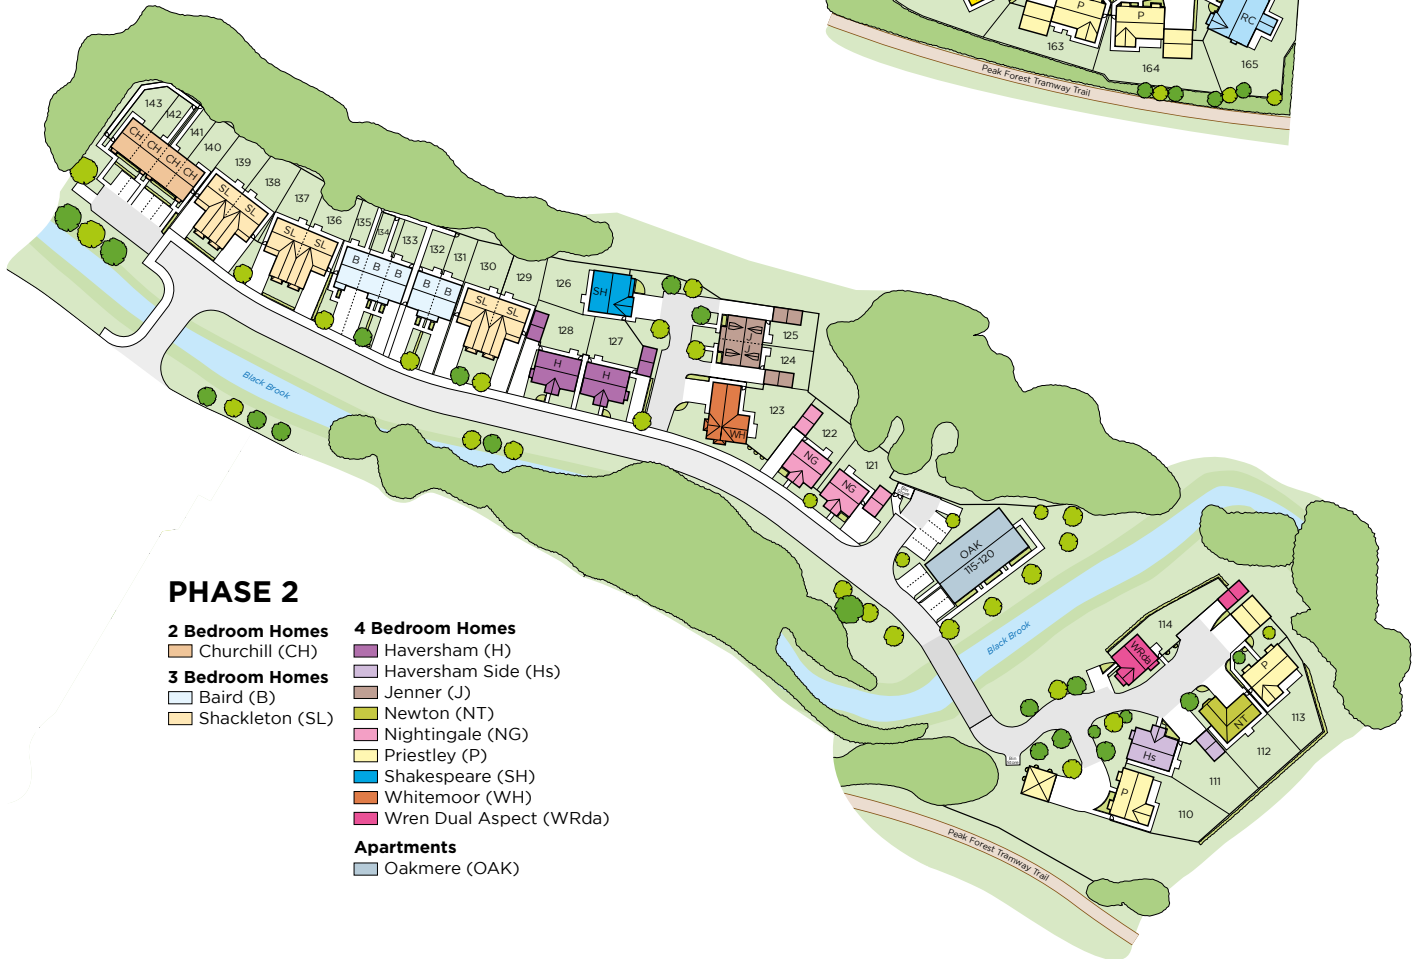 P
P
RC
163
164
165
Peak Forest Tramway Trail
143
142
141
140
139
138
137
136
135
134
133
132
131
130
129
126
CH
CH
CH
CH
SL
SL
SL
SL
B
B
B
B
B
SL
SL
SH
128
127
H
H
J
J
125
124
WH
123
122
121
NG
NG
Bin Store
OAK
115-120
Black Brook
Black Brook
114
WRda
P
NT
113
112
111
110
Hs
P
Bin Store
Peak Forest Tramway Trail
PHASE 2
2 Bedroom Homes
Churchill (CH)
3 Bedroom Homes
Baird (B)
Shackleton (SL)
4 Bedroom Homes
Haversham (H)
Haversham Side (Hs)
Jenner (J)
Newton (NT)
Nightingale (NG)
Priestley (P)
Shakespeare (SH)
Whitemoor (WH)
Wren Dual Aspect (WRda)
Apartments
Oakmere (OAK)